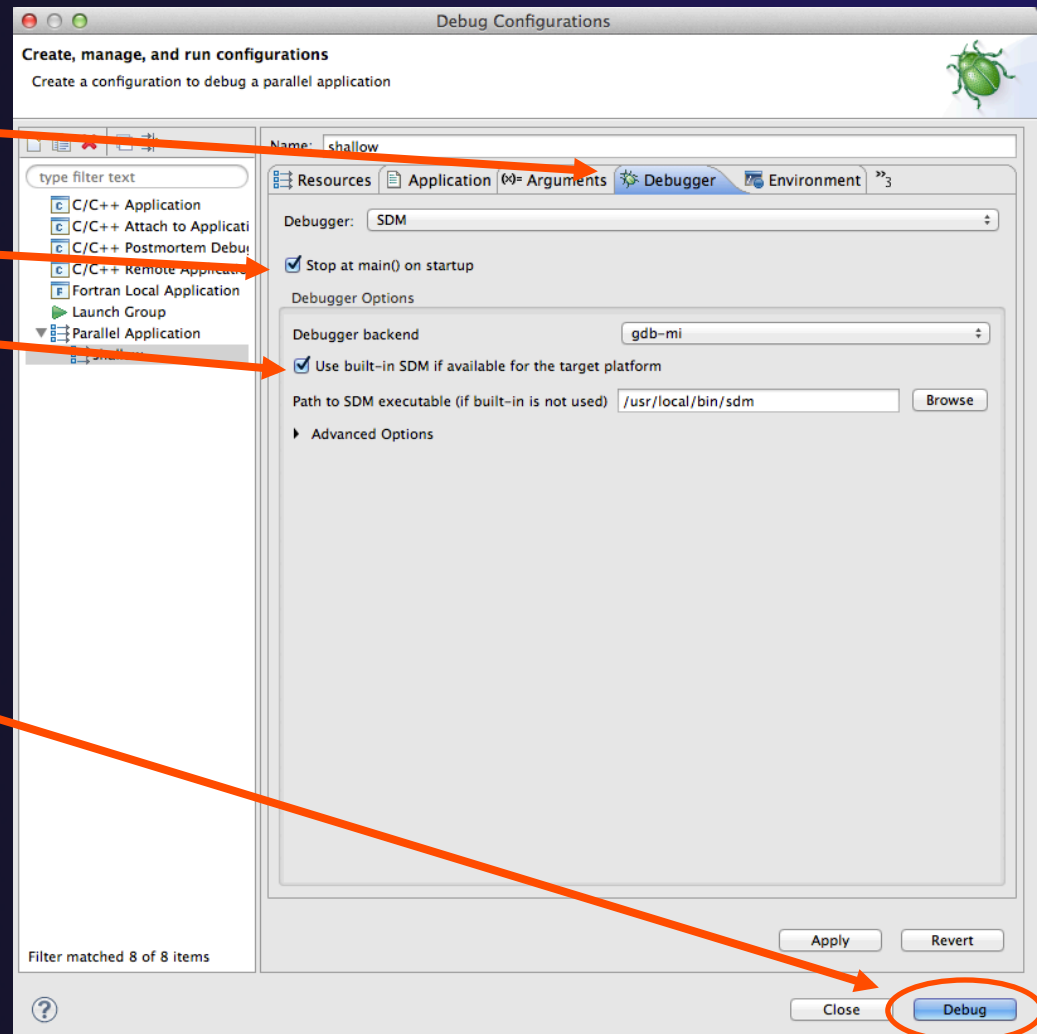 Debug Configurations
Create, manage, and run configurations
Create a configuration to debug a parallel application
Name: shallow
type filter text
C/C++ Application
C/C++ Attach to Applicati
C/C++ Postmortem Debu
C/C++ Remote Applicatio
Fortran Local Application
Launch Group
Parallel Application
shallow
Resources Application (x)= Arguments Debugger Environment »3
Debugger: SDM
Stop at main() on startup
Debugger Options
Debugger backend gdb-mi
Use built-in SDM if available for the target platform
Path to SDM executable (if built-in is not used) /usr/local/bin/sdm Browse
Advanced Options
Apply Revert
Filter matched 8 of 8 items
? Close Debug